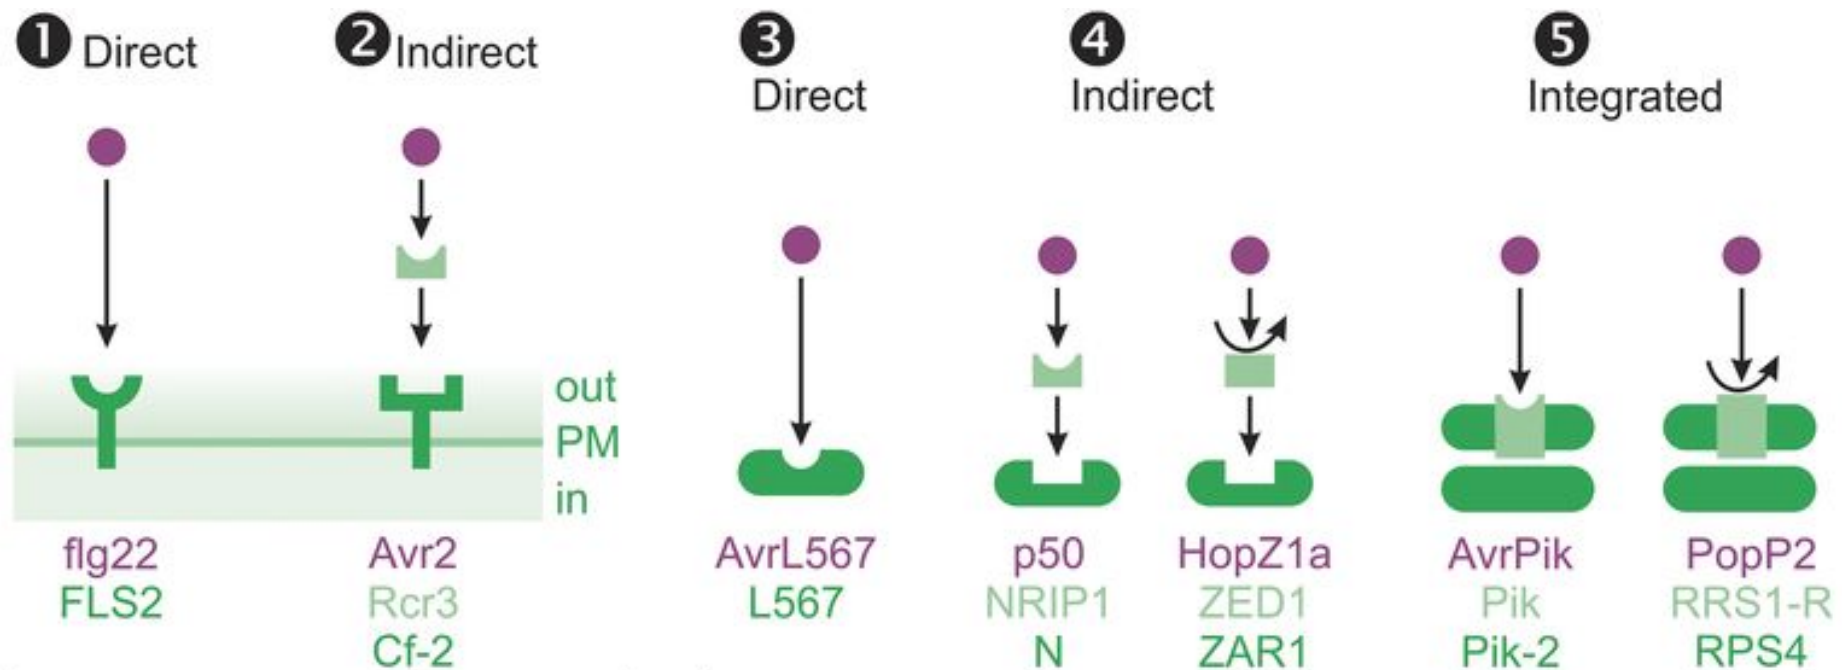 ❶ Direct
❷ Indirect
❸
Direct
❹
Indirect
❺
Integrated
out
PM
in
flg22
FLS2
Avr2
Rcr3
Cf-2
AvrL567
L567
p50
NRIP1
N
HopZ1a
ZED1
ZAR1
AvrPik
Pik
Pik-2
PopP2
RRS1-R
RPS4